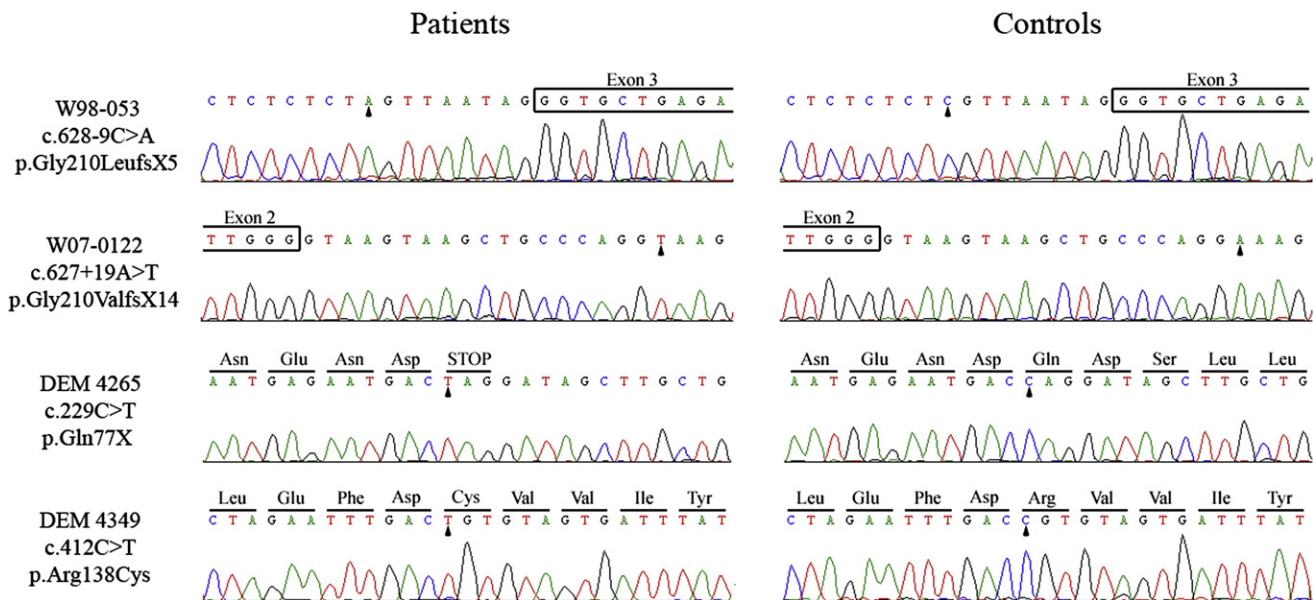 Patients
Controls
W98-053
c.628-9C>A
p.Gly210LeufsX5
Exon 3
C T C T C T C T A G T T A A T A G G G T G C T G A G A
Exon 3
C T C T C T C T C G T T A A T A G G G T G C T G A G A
W07-0122
c.627+19A>T
p.Gly210ValfsX14
Exon 2
T T G G G G T A A G T A A G C T G C C C A G G T A A G
Exon 2
T T G G G G T A A G T A A G C T G C C C A G G A A A G
DEM 4265
c.229C>T
p.Gln77X
Asn Glu Asn Asp STOP
A A T G A G A A T G A C T A G G A T A G C T T G C T G
Asn Glu Asn Asp Gln Asp Ser Leu Leu
A A T G A G A A T G A C C A G G A T A G C T T G C T G
DEM 4349
c.412C>T
p.Arg138Cys
Leu Glu Phe Asp Cys Val Val Ile Tyr
C T A G A A T T T G A C T G T G T A G T G A T T T A T
Leu Glu Phe Asp Arg Val Val Ile Tyr
C T A G A A T T T G A C C G T G T A G T G A T T T A T